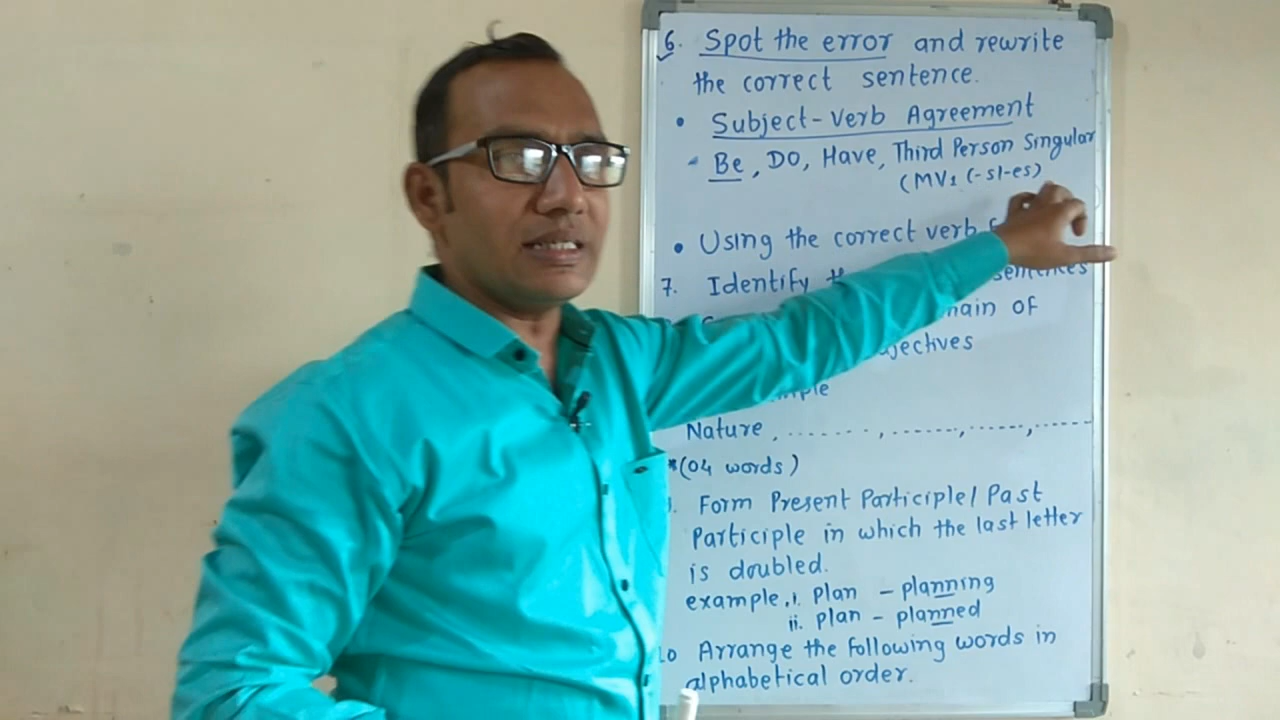 6. Spot the error and rewrite
the correct sentence.
• Subject-Verb Agreement
- Be, DO, Have, Third Person Singular
(MV1 (-s/-es)
• Using the correct verb
7. Identify sentences
of
Nature, ......., ......., ......, ......
*(04 words)
Form Present Participle/Past
Participle in which the last letter
is doubled.
example. i. Plan - planning
ii. Plan - planned
Arrange the following words in
alphabetical order.